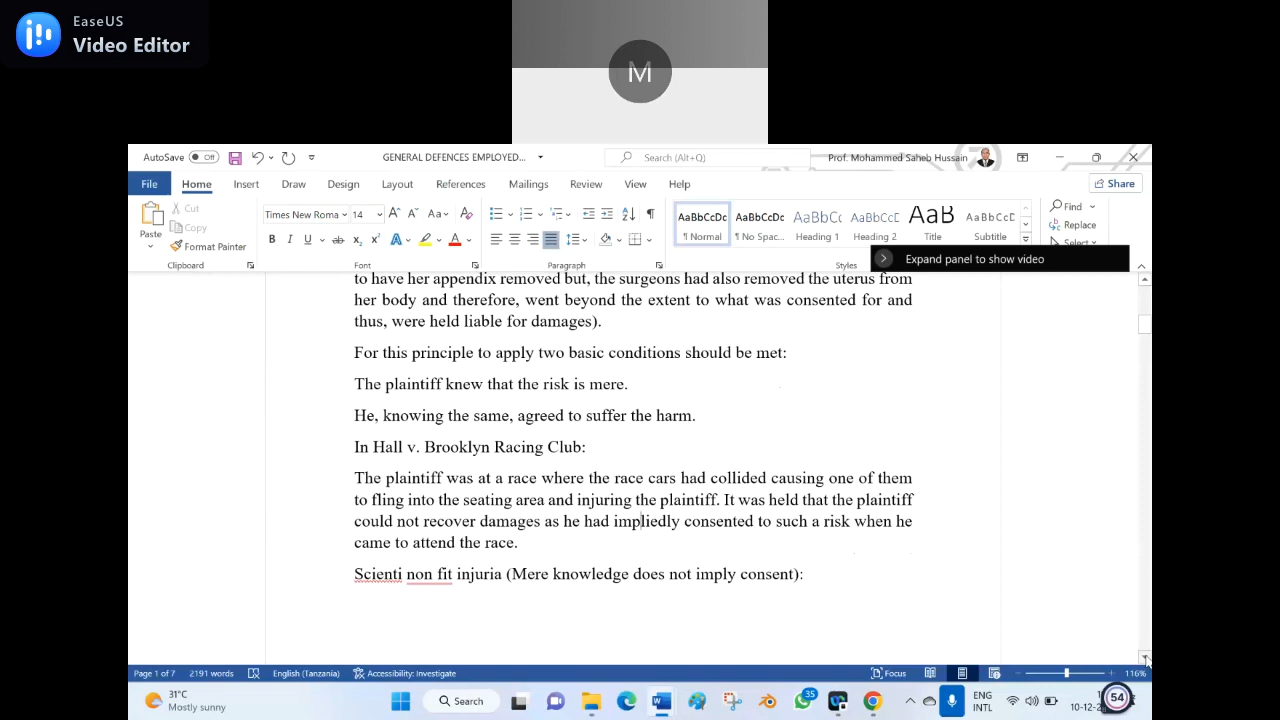 EaseUS
Video Editor
M
AutoSave Off
GENERAL DEFENCES EMPLOYED...
Search (Alt+Q)
Prof. Mohammed Saheb Hussain
File Home Insert Draw Design Layout References Mailings Review View Help
Share
Paste
Cut
Copy
Format Painter
Clipboard
Times New Roma 14
Font
Paragraph
AaBbCcDc AaBbCcDc AaBbCc AaBbCcD AaB AaBbCcD
¶ Normal ¶ No Spac... Heading 1 Heading 2 Title Subtitle
Styles
Find
Replace
Select
Expand panel to show video
to have her appendix removed but, the surgeons had also removed the uterus from
her body and therefore, went beyond the extent to what was consented for and
thus, were held liable for damages).
For this principle to apply two basic conditions should be met:
The plaintiff knew that the risk is mere.
He, knowing the same, agreed to suffer the harm.
In Hall v. Brooklyn Racing Club:
The plaintiff was at a race where the race cars had collided causing one of them
to fling into the seating area and injuring the plaintiff. It was held that the plaintiff
could not recover damages as he had impliedly consented to such a risk when he
came to attend the race.
Scienti non fit injuria (Mere knowledge does not imply consent):
Page 1 of 7 2191 words English (Tanzania) Accessibility: Investigate Focus 116%
31°C
Mostly sunny
Search
35
ENG
INTL
54